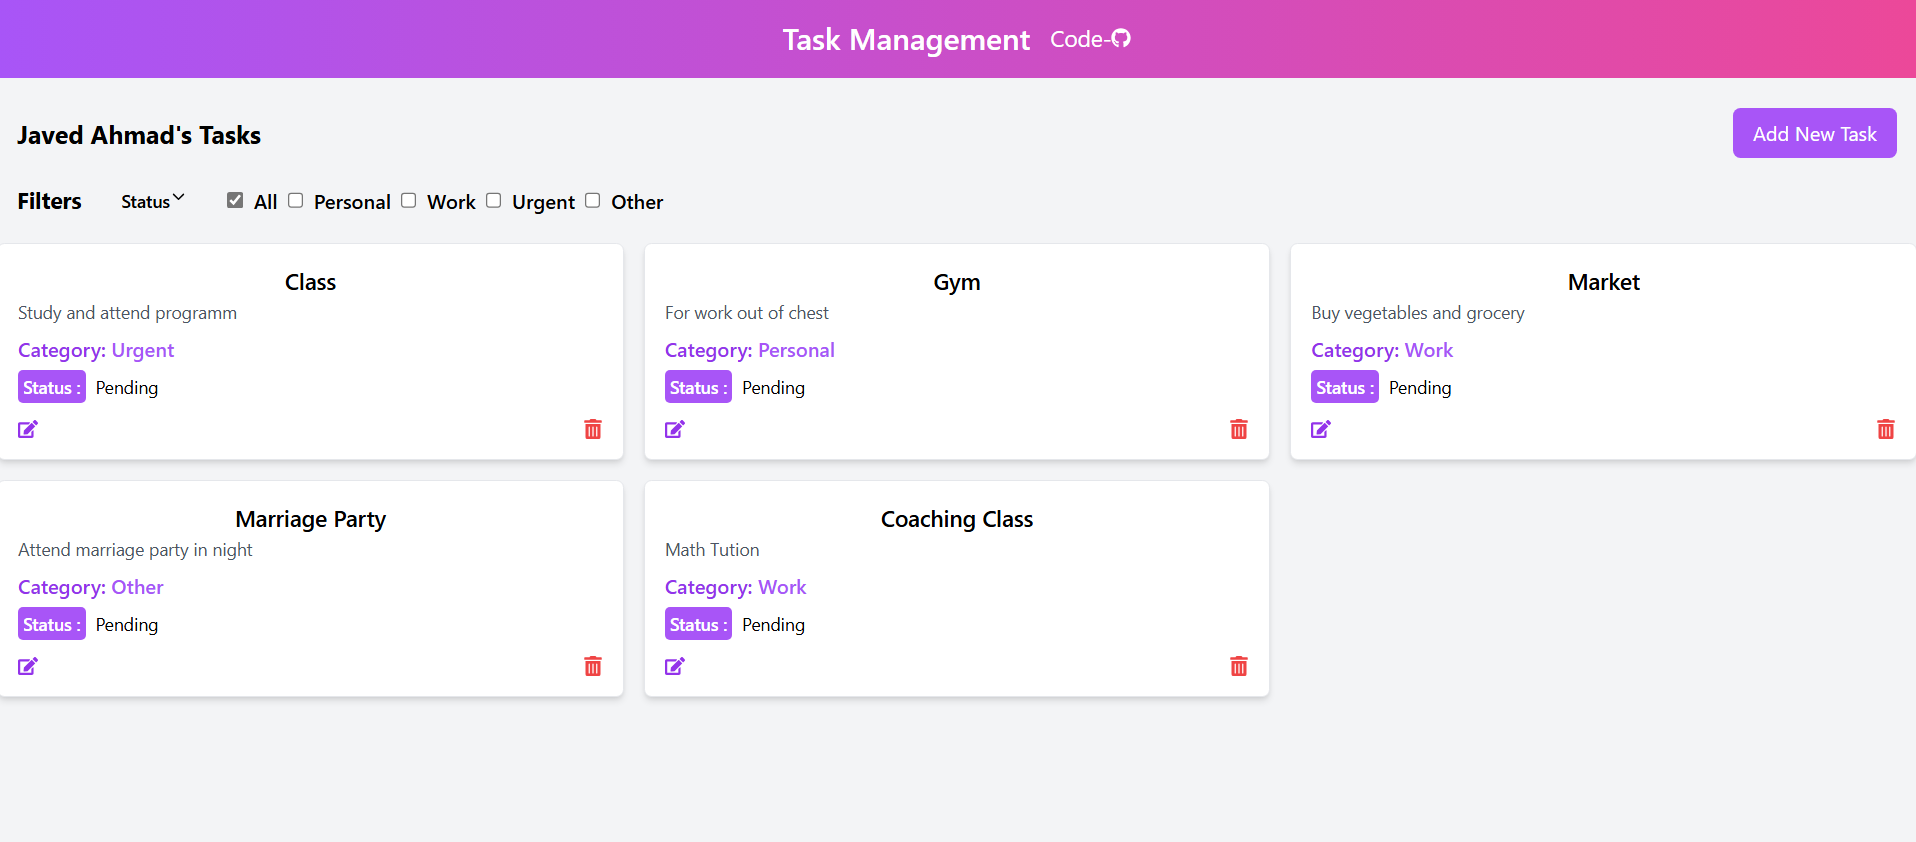 Task Management Code-
Javed Ahmad's Tasks
Add New Task
Filters Status All Personal Work Urgent Other
Class
Study and attend programm
Category: Urgent
Status : Pending
Gym
For work out of chest
Category: Personal
Status : Pending
Market
Buy vegetables and grocery
Category: Work
Status : Pending
Marriage Party
Attend marriage party in night
Category: Other
Status : Pending
Coaching Class
Math Tution
Category: Work
Status : Pending